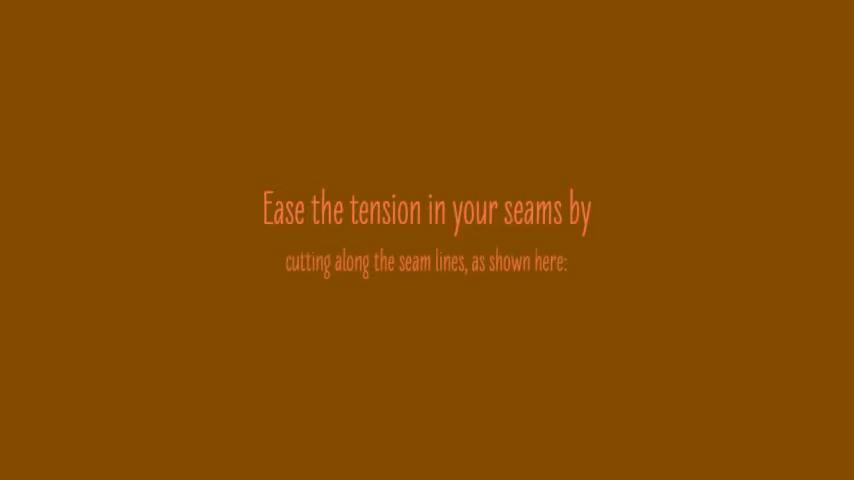 Ease the tension in your seams by
cutting along the seam lines, as shown here: